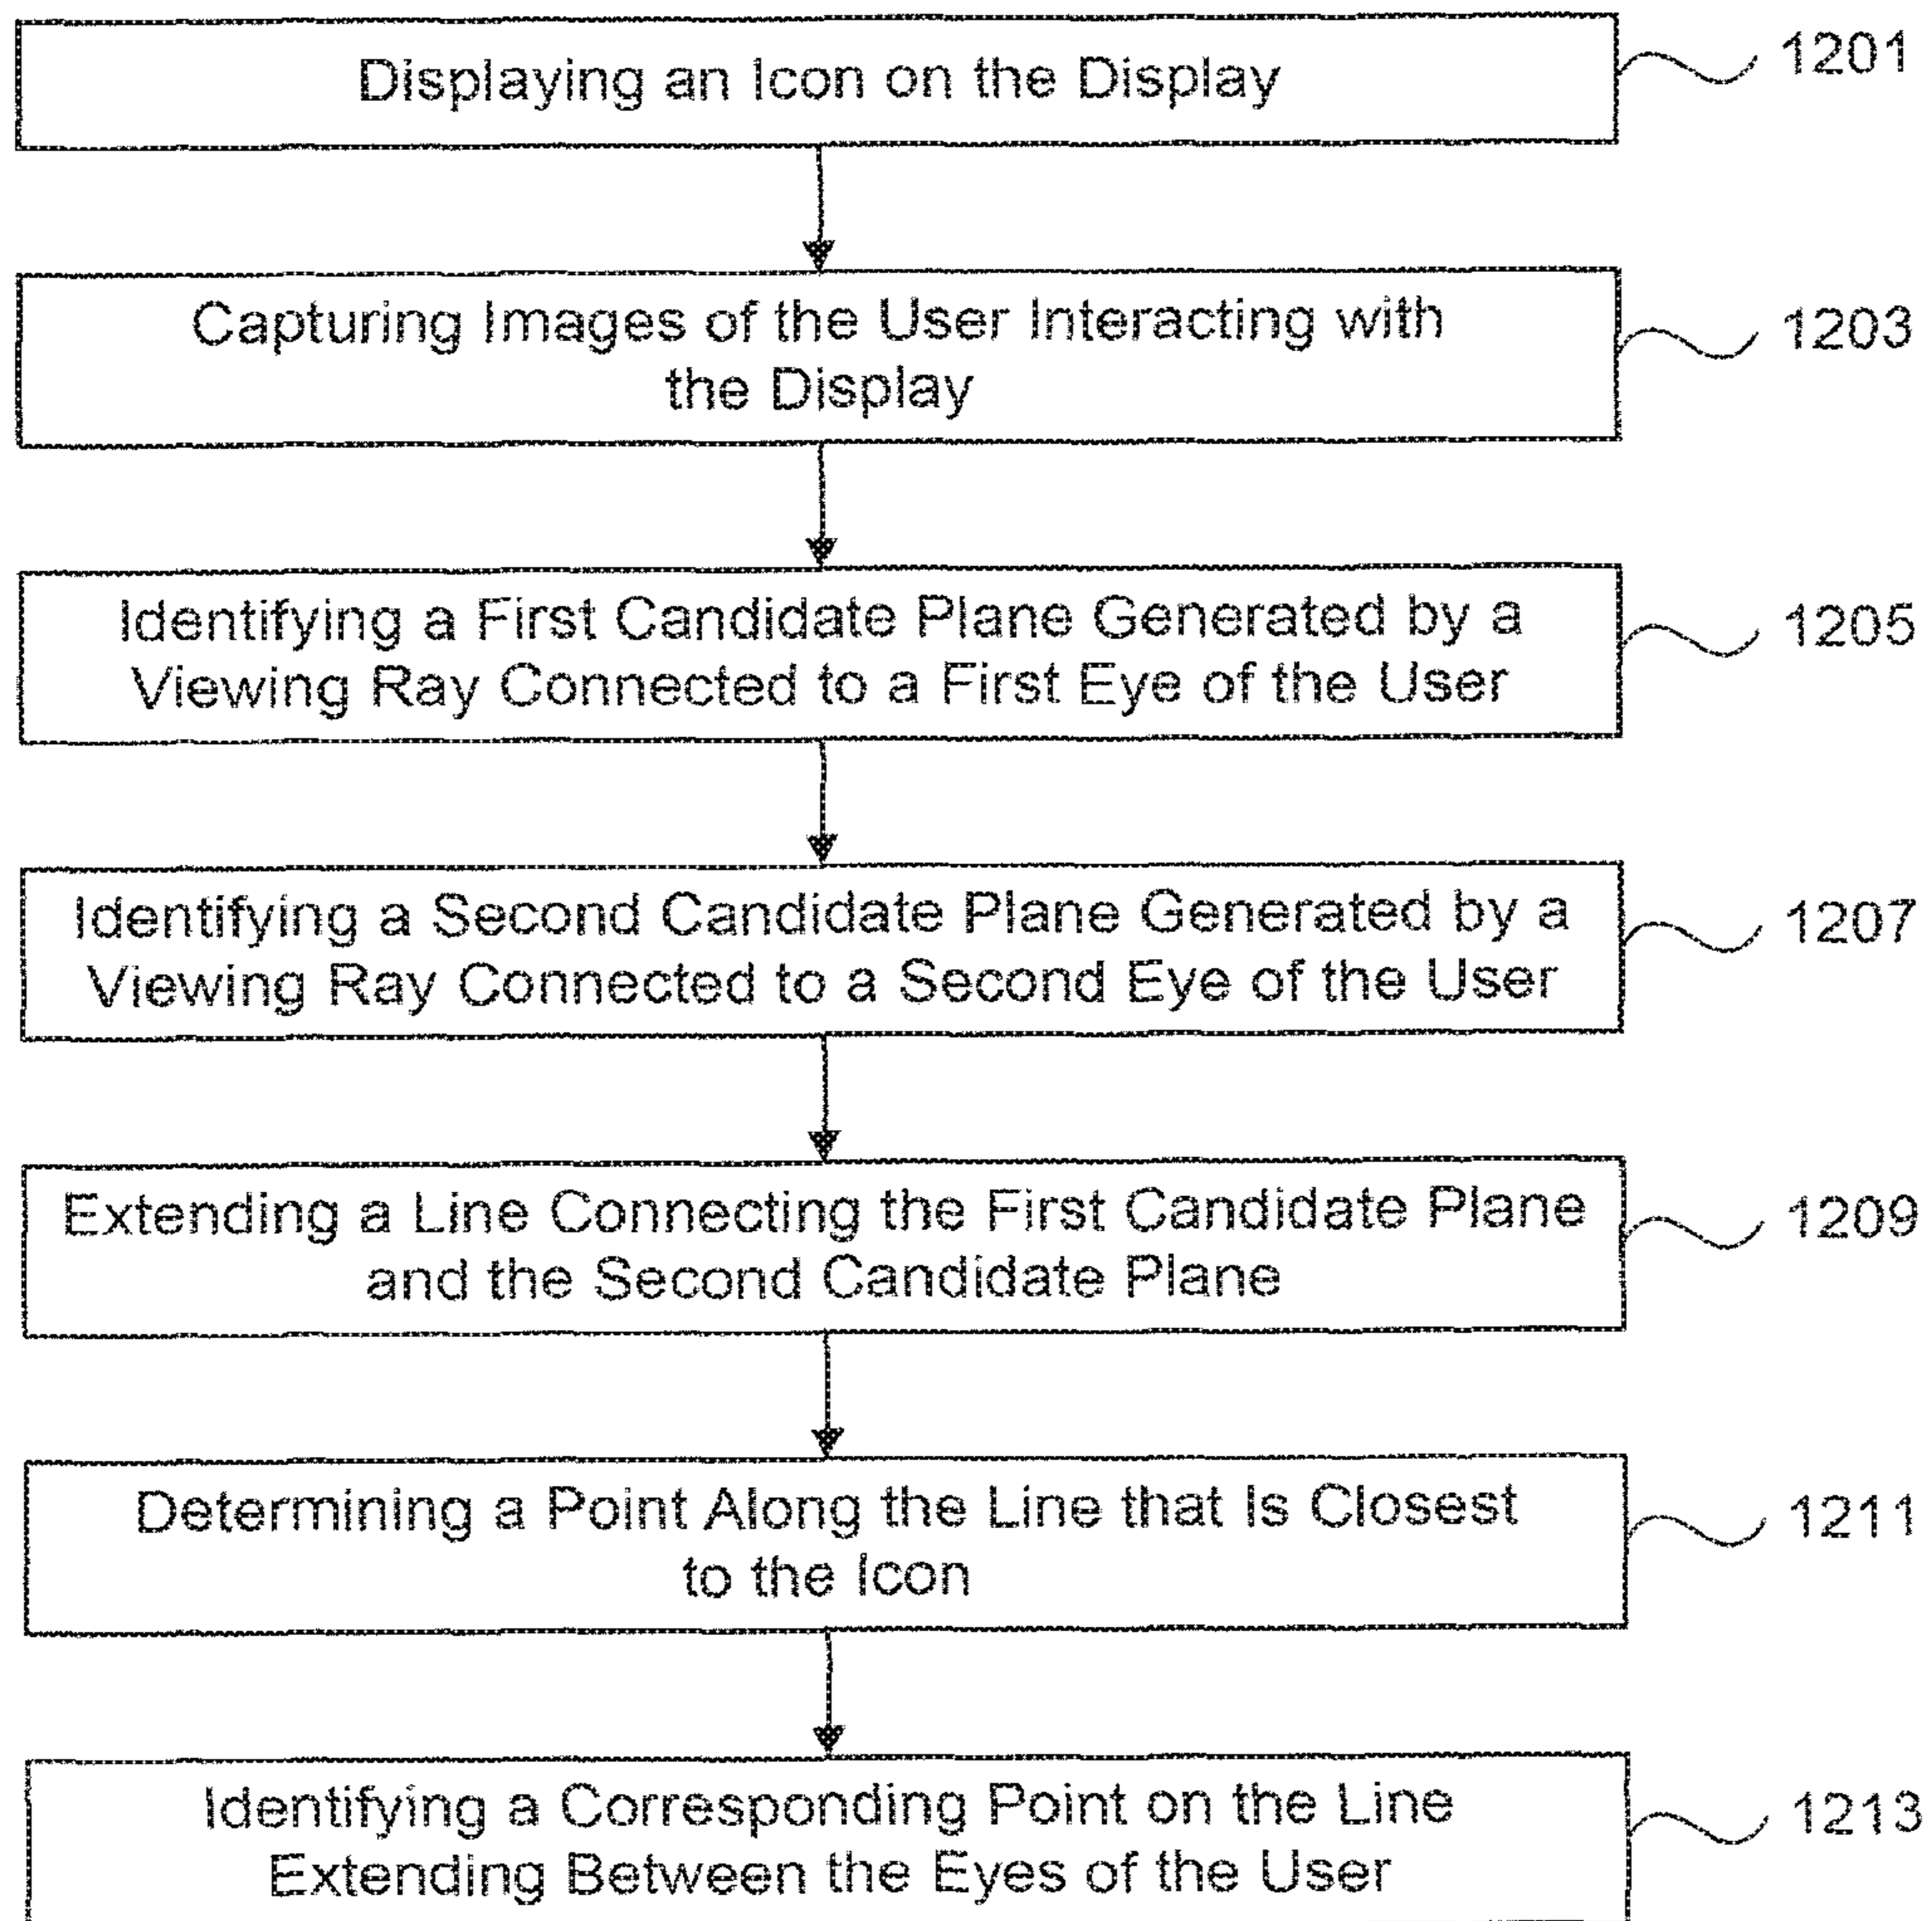 Displaying an Icon on the Display
1201
Capturing Images of the User Interacting with
the Display
1203
Identifying a First Candidate Plane Generated by a
Viewing Ray Connected to a First Eye of the User
1205
Identifying a Second Candidate Plane Generated by a
Viewing Ray Connected to a Second Eye of the User
1207
Extending a Line Connecting the First Candidate Plane
and the Second Candidate Plane
1209
Determining a Point Along the Line that Is Closest
to the Icon
1211
Identifying a Corresponding Point on the Line
Extending Between the Eyes of the User
1213